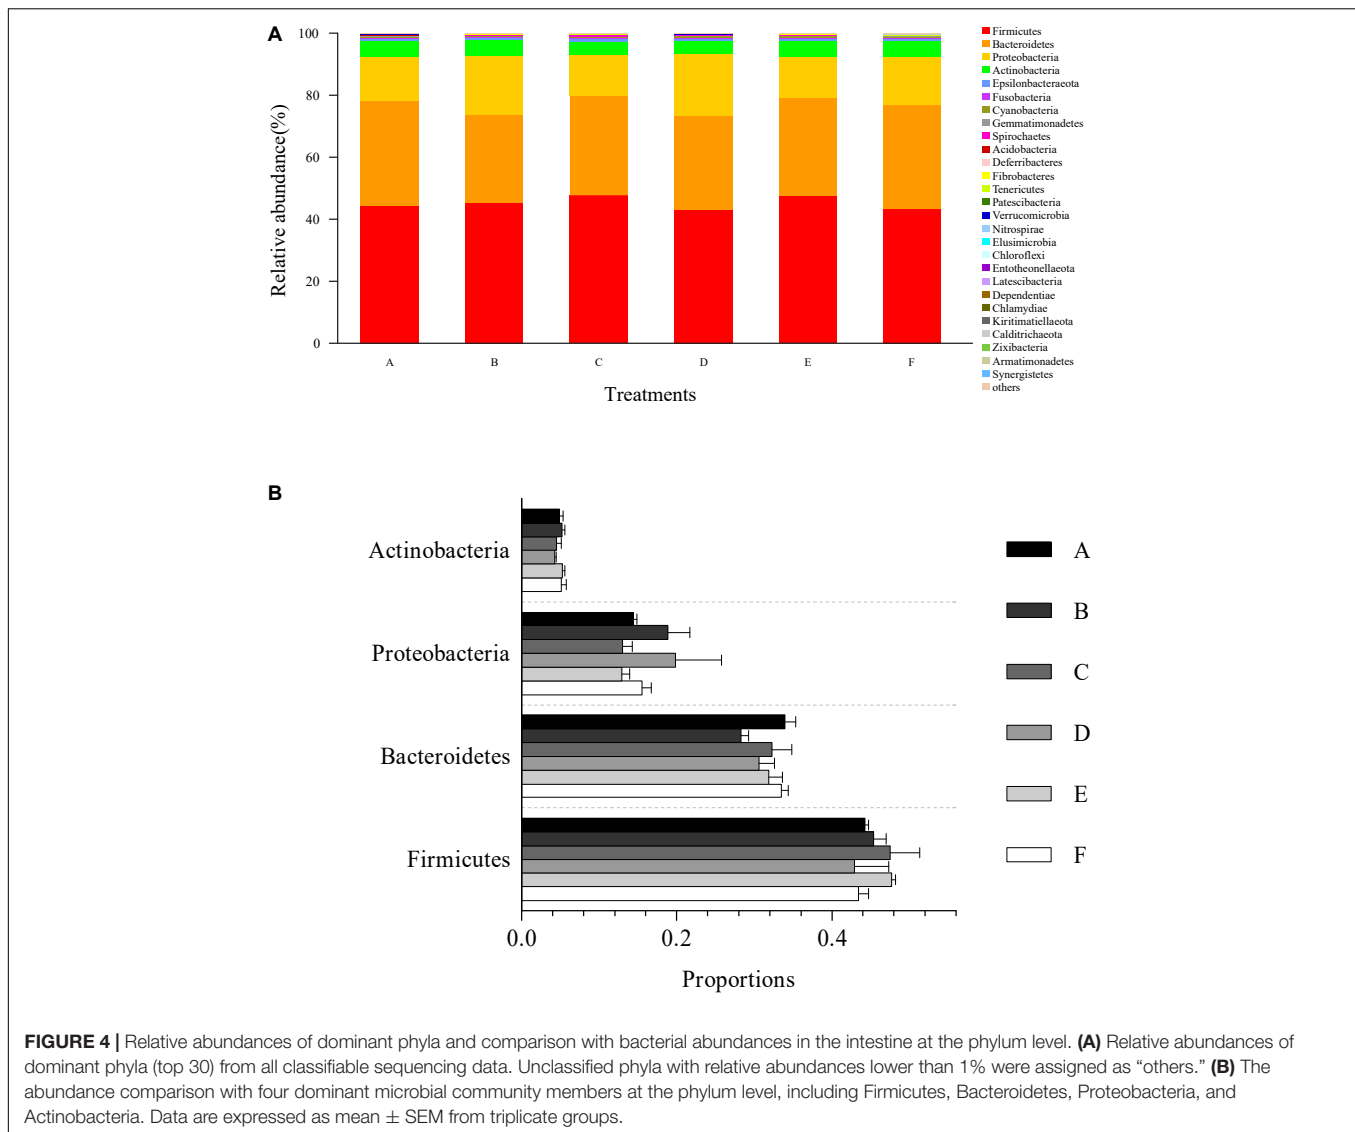 A
100
80
60
40
20
0
Relative abundance(%)
A B C D E F
Treatments
Firmicutes
Bacteroidetes
Proteobacteria
Actinobacteria
Epsilonbacteraeota
Fusobacteria
Cyanobacteria
Gemmatimonadetes
Spirochaetes
Acidobacteria
Deferribacteres
Fibrobacteres
Tenericutes
Patescibacteria
Verrucomicrobia
Nitrospirae
Elusimicrobia
Chloroflexi
Entotheonellaeota
Latescibacteria
Dependentiae
Chlamydiae
Kiritimatiellaeota
Calditrichaeota
Zixibacteria
Armatimonadetes
Synergistetes
others
B
Actinobacteria
Proteobacteria
Bacteroidetes
Firmicutes
0.0 0.2 0.4
Proportions
A
B
C
D
E
F
FIGURE 4 | Relative abundances of dominant phyla and comparison with bacterial abundances in the intestine at the phylum level. (A) Relative abundances of
dominant phyla (top 30) from all classifiable sequencing data. Unclassified phyla with relative abundances lower than 1% were assigned as “others.” (B) The
abundance comparison with four dominant microbial community members at the phylum level, including Firmicutes, Bacteroidetes, Proteobacteria, and
Actinobacteria. Data are expressed as mean ± SEM from triplicate groups.